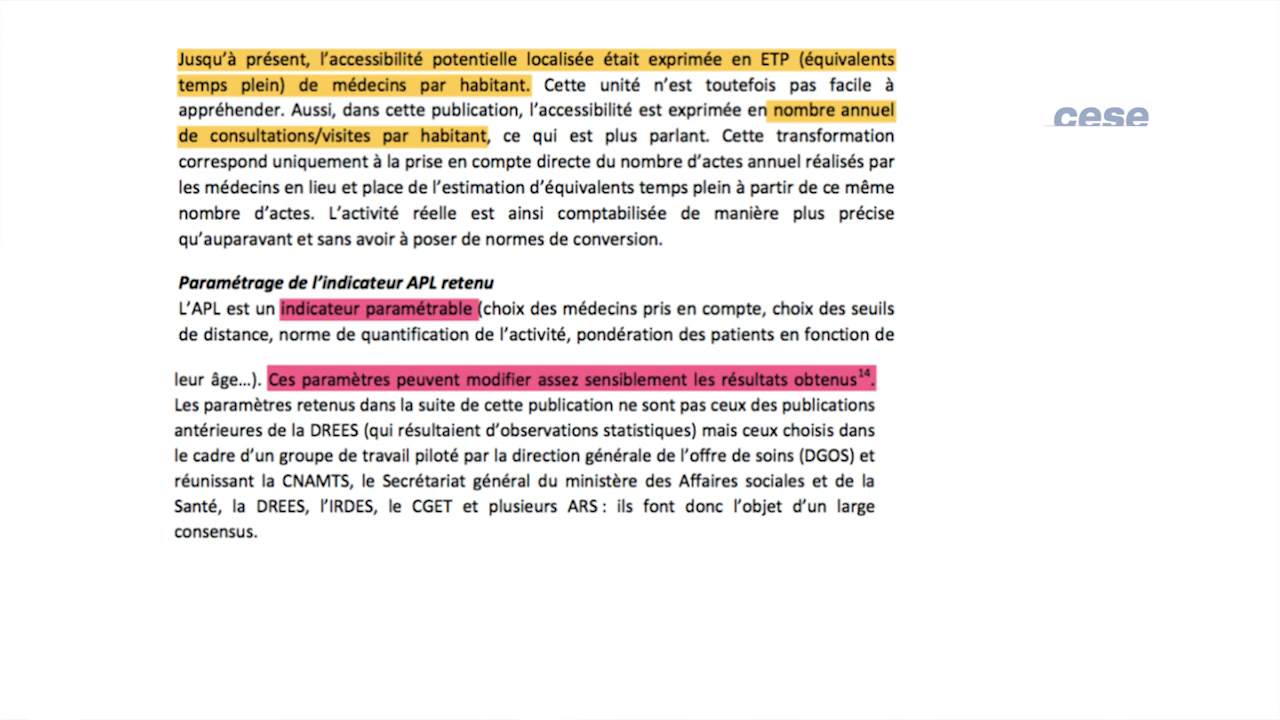 Jusqu’à présent, l’accessibilité potentielle localisée était exprimée en ETP (équivalents
temps plein) de médecins par habitant. Cette unité n’est toutefois pas facile à
appréhender. Aussi, dans cette publication, l’accessibilité est exprimée en nombre annuel
de consultations/visites par habitant, ce qui est plus parlant. Cette transformation
correspond uniquement à la prise en compte directe du nombre d’actes annuel réalisés par
les médecins en lieu et place de l’estimation d’équivalents temps plein à partir de ce même
nombre d’actes. L’activité réelle est ainsi comptabilisée de manière plus précise
qu’auparavant et sans avoir à poser de normes de conversion.
Paramétrage de l’indicateur APL retenu
L’APL est un indicateur paramétrable (choix des médecins pris en compte, choix des seuils
de distance, norme de quantification de l’activité, pondération des patients en fonction de
leur âge…). Ces paramètres peuvent modifier assez sensiblement les résultats obtenus¹⁴.
Les paramètres retenus dans la suite de cette publication ne sont pas ceux des publications
antérieures de la DREES (qui résultaient d’observations statistiques) mais ceux choisis dans
le cadre d’un groupe de travail piloté par la direction générale de l’offre de soins (DGOS) et
réunissant la CNAMTS, le Secrétariat général du ministère des Affaires sociales et de la
Santé, la DREES, l’IRDES, le CGET et plusieurs ARS : ils font donc l’objet d’un large
consensus.
cese